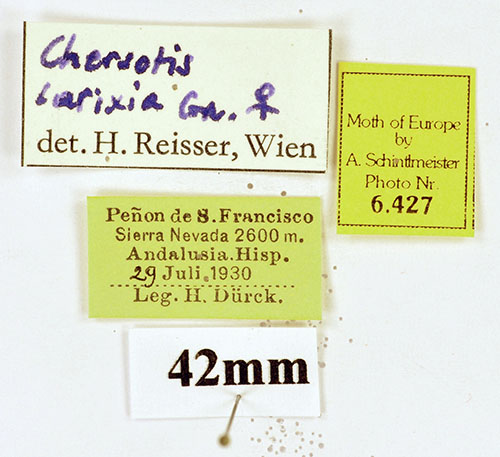 Chersotis
larixia Gn. ♀
det. H. Reisser, Wien
Moth of Europe
by
A. Schintlmeister
Photo Nr.
6.427
Peñon de S. Francisco
Sierra Nevada 2600 m.
Andalusia. Hisp.
29 Juli 1930
Leg. H. Dürck.
42mm